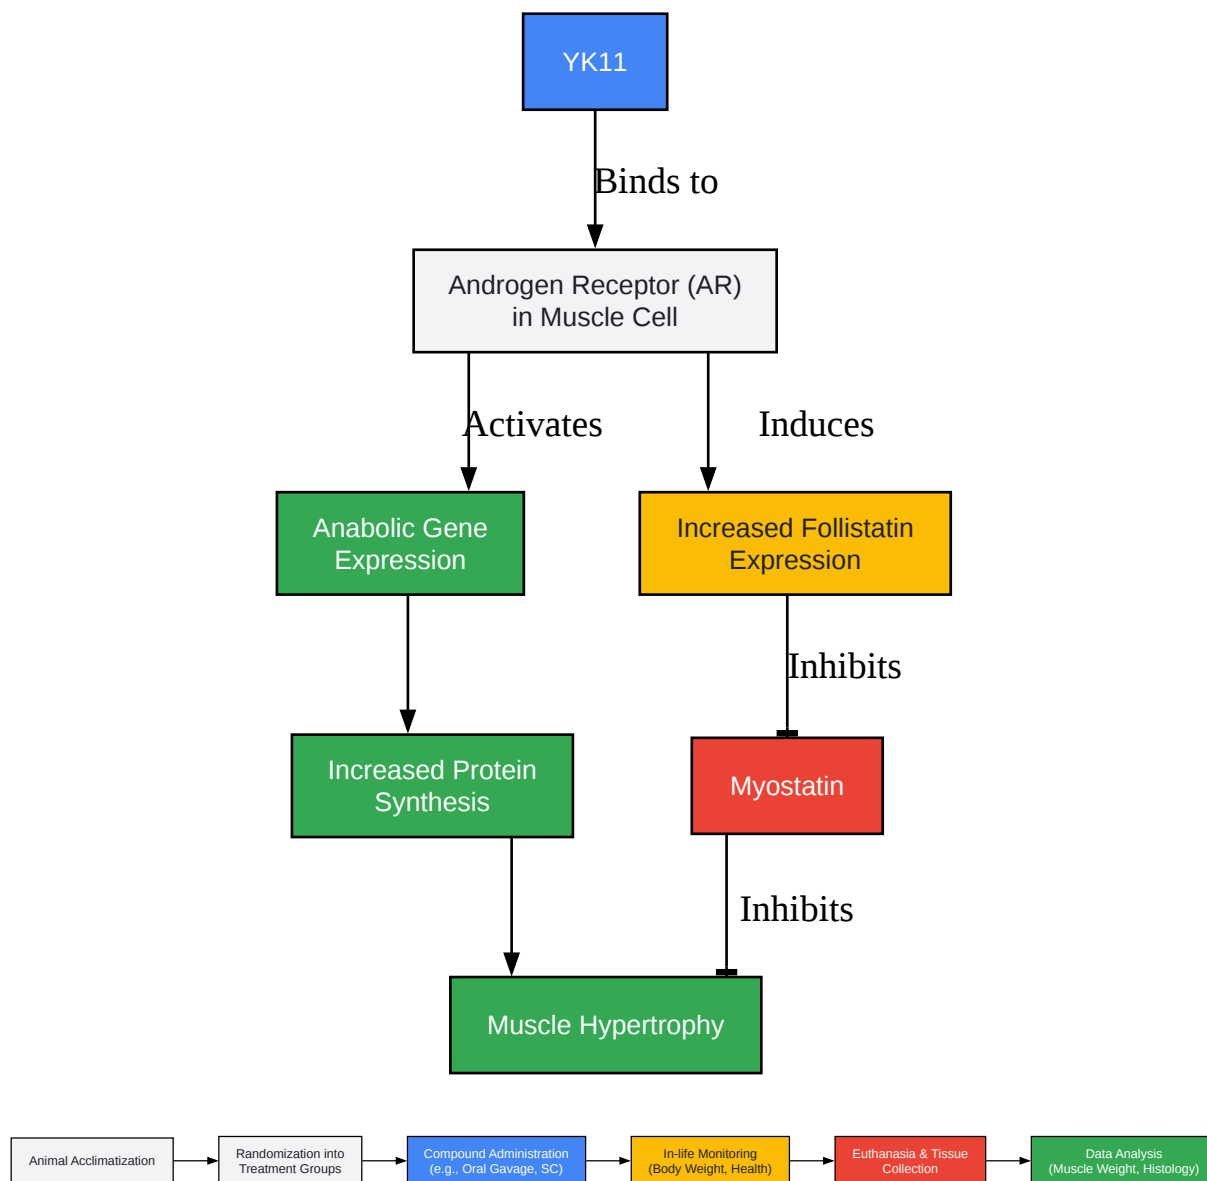 YK11
Binds to
Androgen Receptor (AR)
in Muscle Cell
Activates
Induces
Anabolic Gene
Expression
Increased Follistatin
Expression
Inhibits
Increased Protein
Synthesis
Myostatin
Inhibits
Muscle Hypertrophy
Animal Acclimatization
Randomization into
Treatment Groups
Compound Administration
(e.g., Oral Gavage, SC)
In-life Monitoring
(Body Weight, Health)
Euthanasia & Tissue
Collection
Data Analysis
(Muscle Weight, Histology)